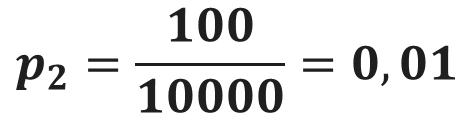 p₂ = 100/10000 = 0,01